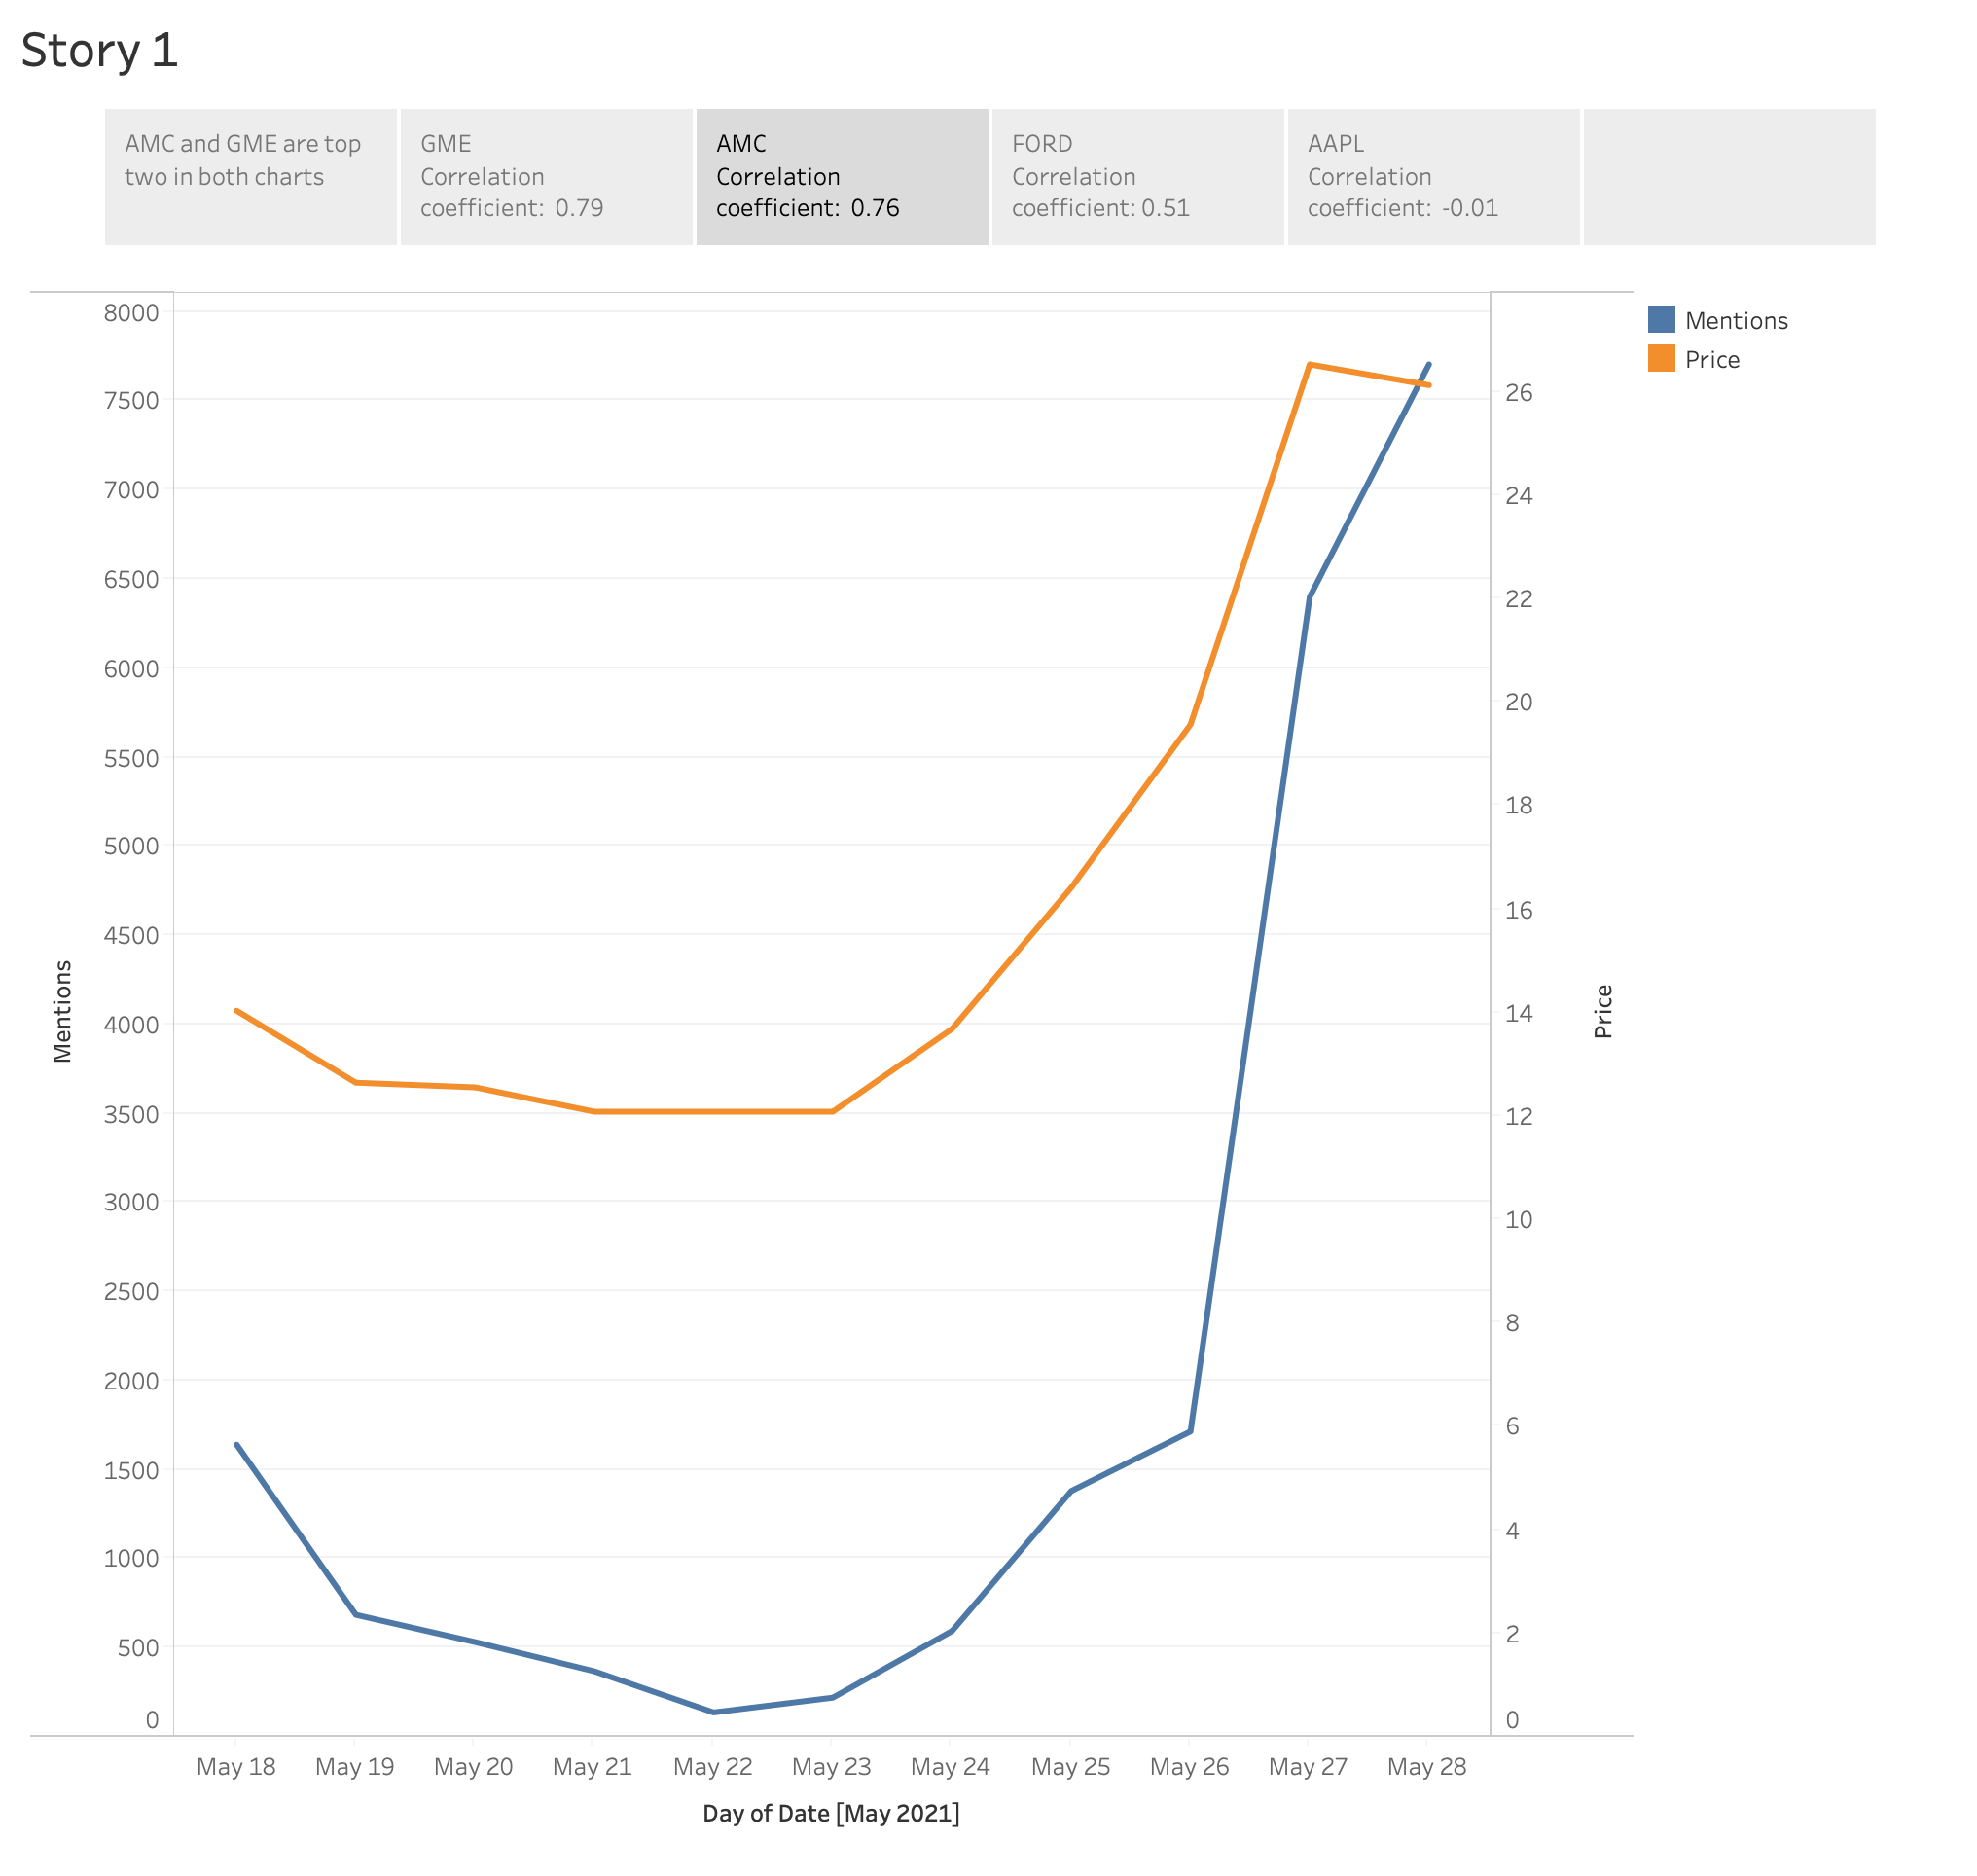 Story 1
AMC and GME are top
two in both charts
GME
Correlation
coefficient:  0.79
AMC
Correlation
coefficient:  0.76
FORD
Correlation
coefficient: 0.51
AAPL
Correlation
coefficient:  -0.01
8000
7500
7000
6500
6000
5500
5000
4500
4000
3500
3000
2500
2000
1500
1000
500
0
Mentions
26
24
22
20
18
16
14
12
10
8
6
4
2
0
Price
Mentions
Price
May 18
May 19
May 20
May 21
May 22
May 23
May 24
May 25
May 26
May 27
May 28
Day of Date [May 2021]